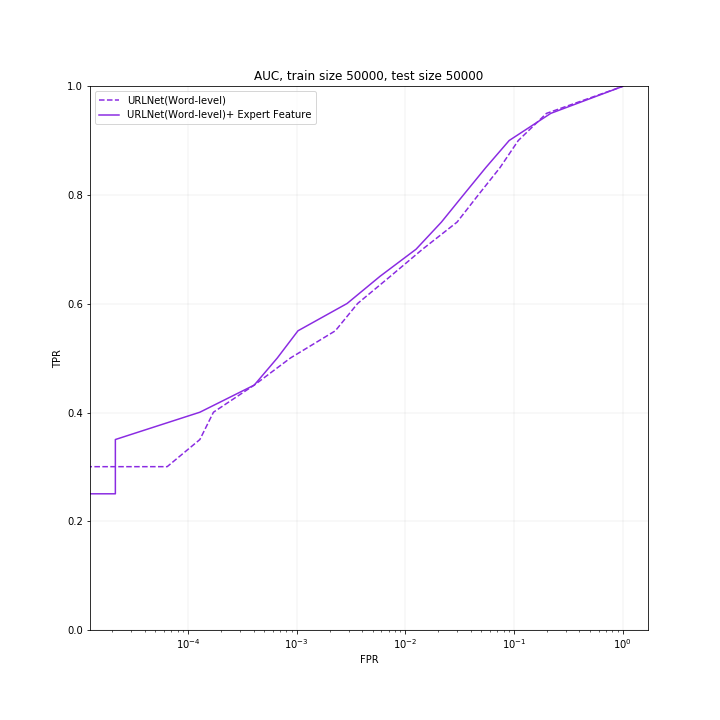 AUC, train size 50000, test size 50000
URLNet(Word-level)
URLNet(Word-level)+ Expert Feature
1.0
0.8
0.6
0.4
0.2
0.0
TPR
10⁻⁴ 10⁻³ 10⁻² 10⁻¹ 10⁰
FPR